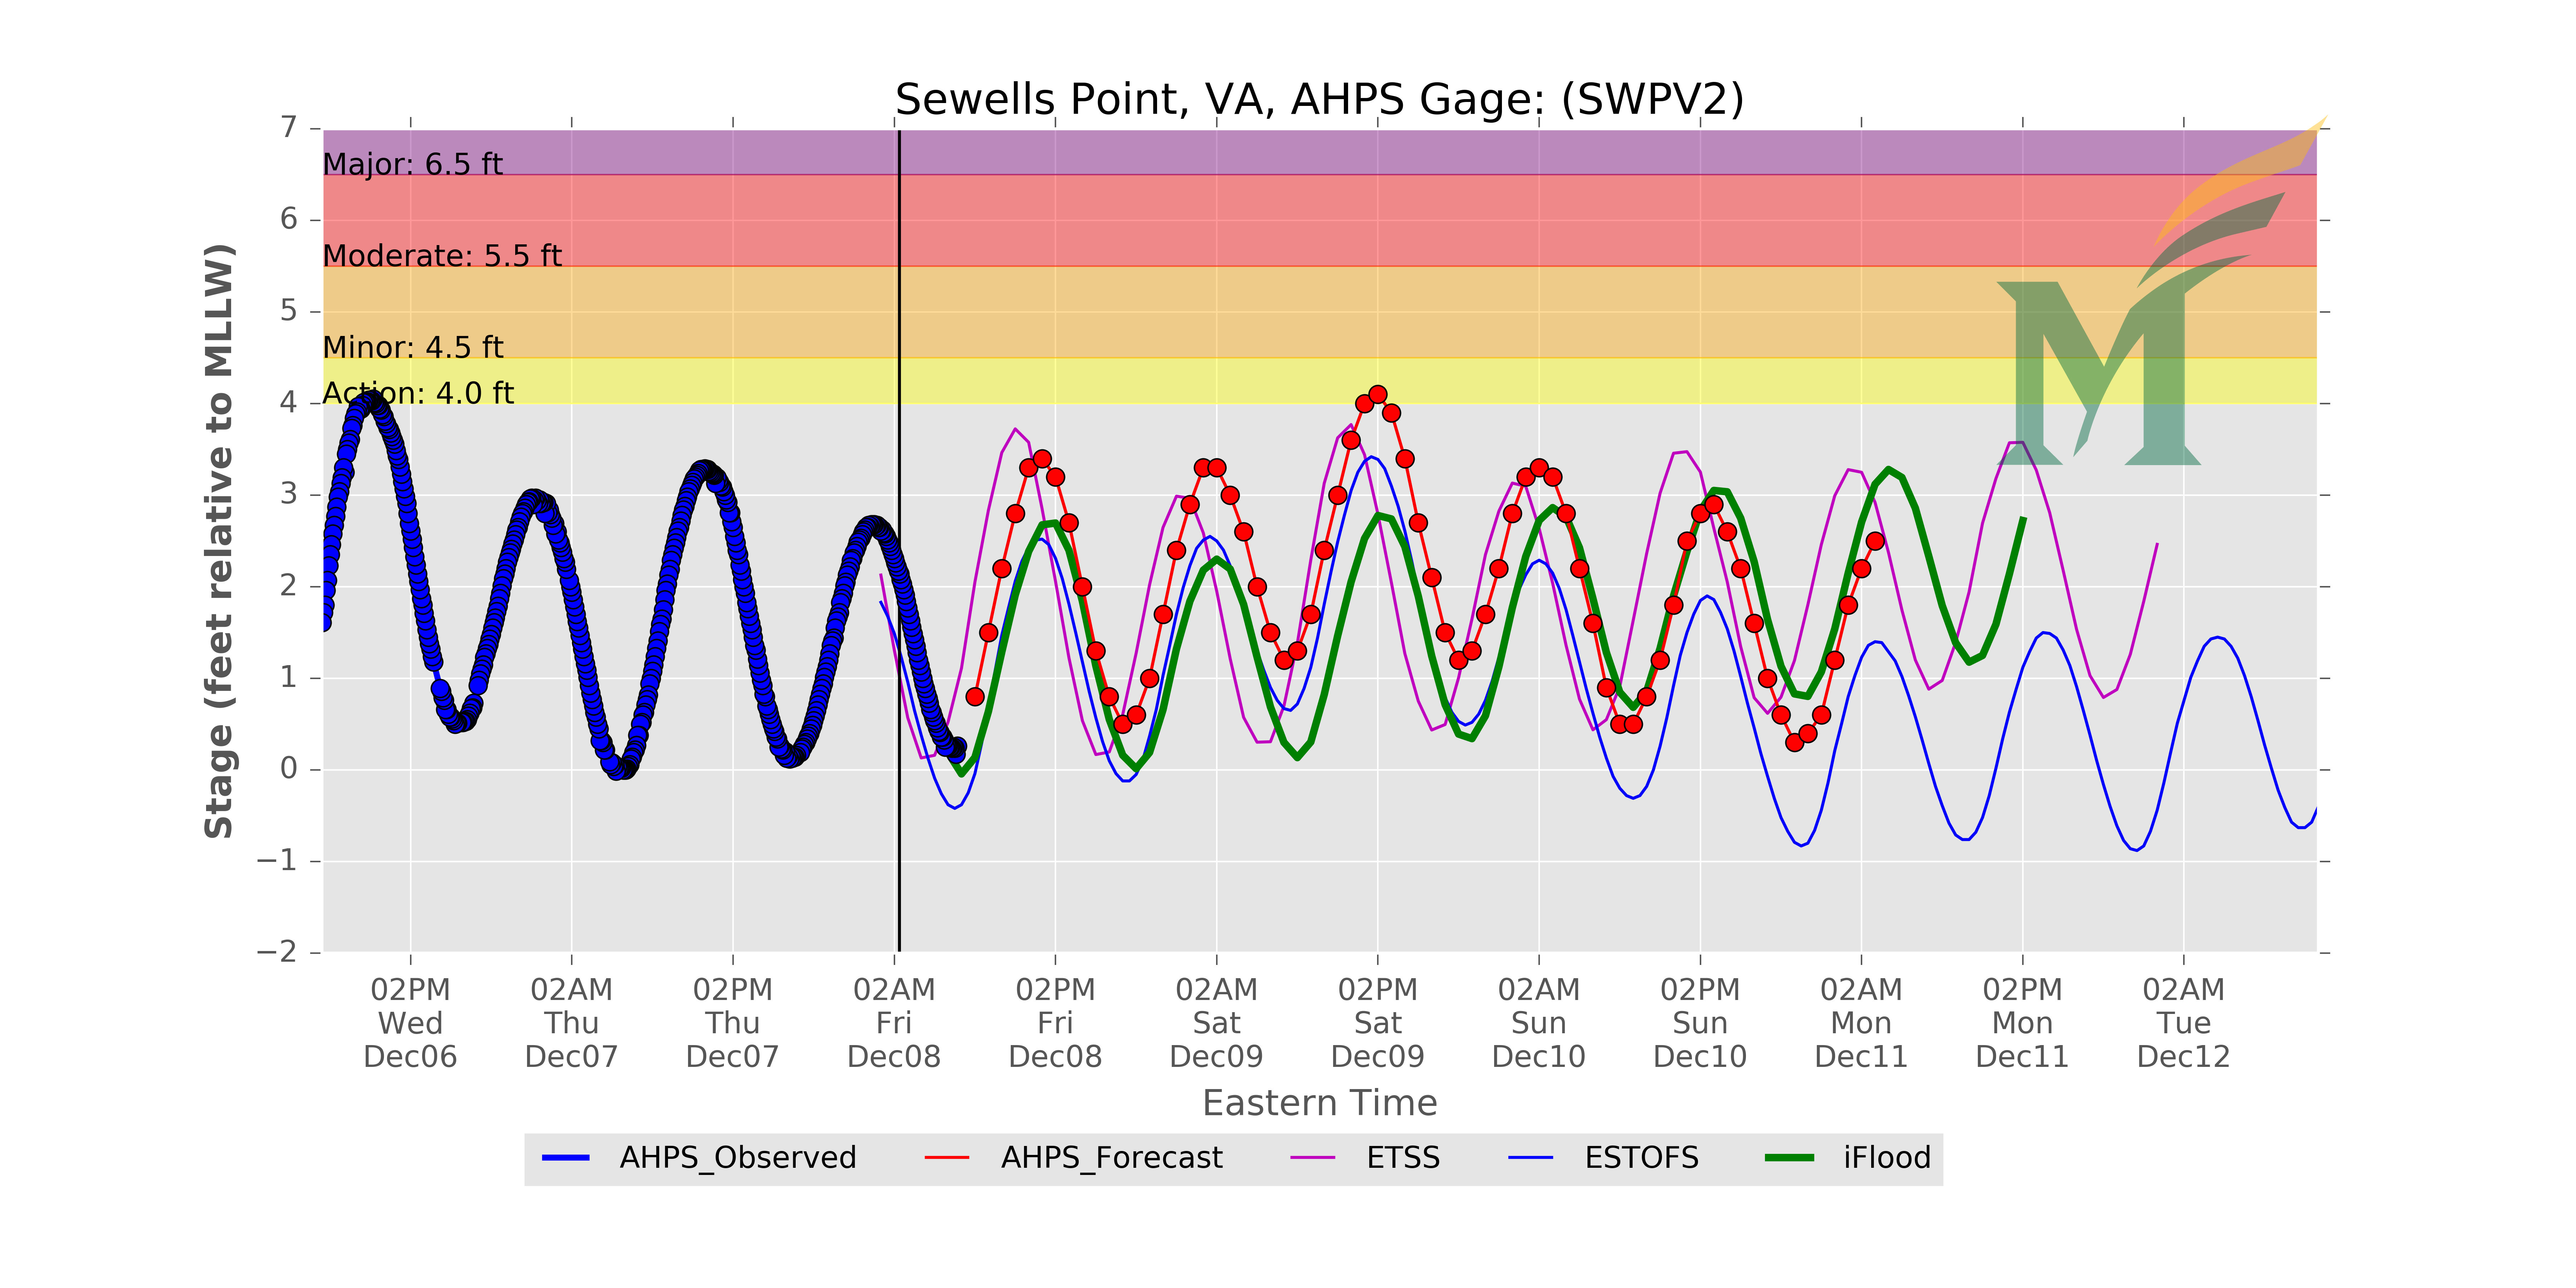 Sewells Point, VA, AHPS Gage: (SWPV2)
7
6
5
4
3
2
1
0
−1
−2
Stage (feet relative to MLLW)
Major: 6.5 ft
Moderate: 5.5 ft
Minor: 4.5 ft
Action: 4.0 ft
M
02PM 02AM 02PM 02AM 02PM 02AM 02PM 02AM 02PM 02AM 02PM 02AM
Wed Thu Thu Fri Fri Sat Sat Sun Sun Mon Mon Tue
Dec06 Dec07 Dec07 Dec08 Dec08 Dec09 Dec09 Dec10 Dec10 Dec11 Dec11 Dec12
Eastern Time
AHPS_Observed AHPS_Forecast ETSS ESTOFS iFlood